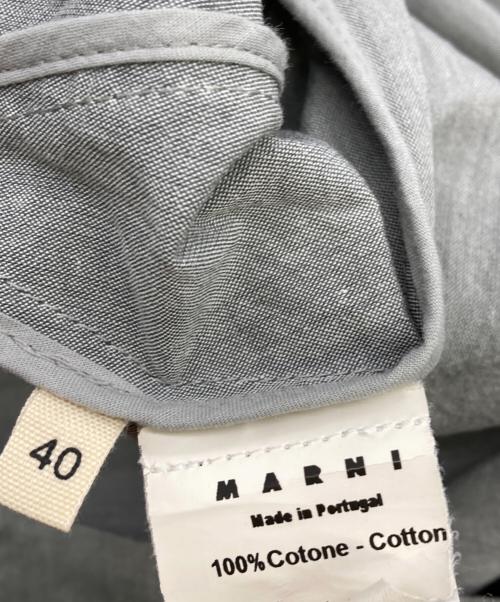 40
MARNI
Made in Portugal
100% Cotone - Cotton